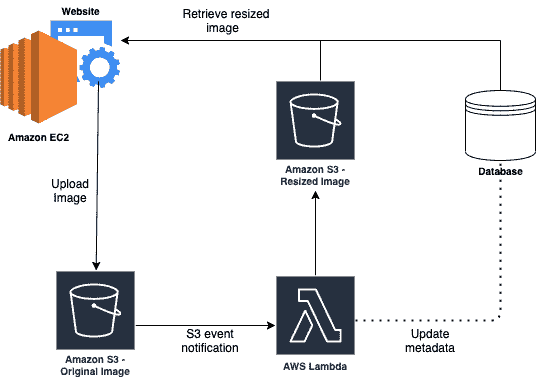 Website
Retrieve resized
image
Amazon EC2
Upload
Image
Amazon S3 -
Resized Image
Database
S3 event
notification
Update
metadata
Amazon S3 -
Original Image
AWS Lambda